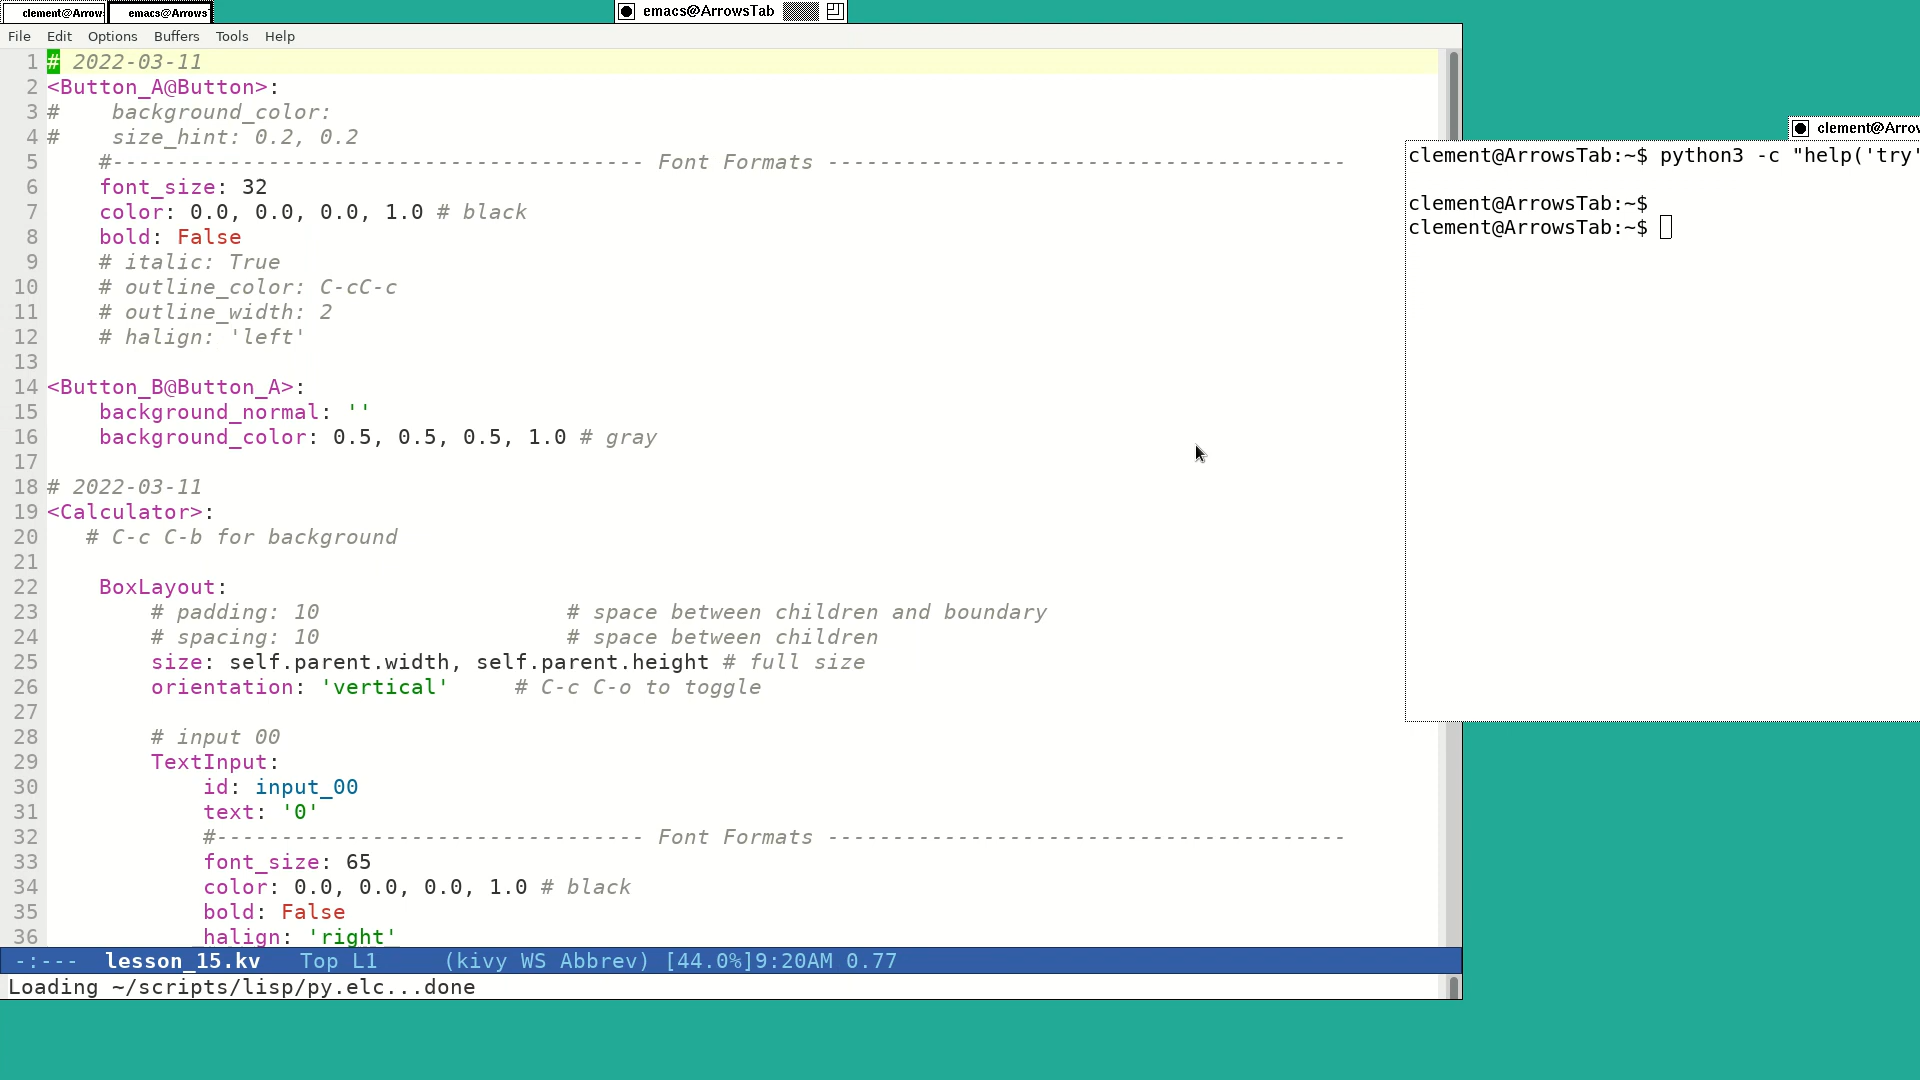 clement@Arrow
emacs@Arrows
emacs@ArrowsTab
File Edit Options Buffers Tools Help
1 # 2022-03-11
2 <Button_A@Button>:
3 #    background_color:
4 #    size_hint: 0.2, 0.2
5     #----------------------------------------- Font Formats ----------------------------------------
6     font_size: 32
7     color: 0.0, 0.0, 0.0, 1.0 # black
8     bold: False
9     # italic: True
10     # outline_color: C-cC-c
11     # outline_width: 2
12     # halign: 'left'
13
14 <Button_B@Button_A>:
15     background_normal: ''
16     background_color: 0.5, 0.5, 0.5, 1.0 # gray
17
18 # 2022-03-11
19 <Calculator>:
20    # C-c C-b for background
21
22     BoxLayout:
23         # padding: 10                   # space between children and boundary
24         # spacing: 10                   # space between children
25         size: self.parent.width, self.parent.height # full size
26         orientation: 'vertical'     # C-c C-o to toggle
27
28         # input 00
29         TextInput:
30             id: input_00
31             text: '0'
32             #--------------------------------- Font Formats ----------------------------------------
33             font_size: 65
34             color: 0.0, 0.0, 0.0, 1.0 # black
35             bold: False
36             halign: 'right'
-:---  lesson_15.kv   Top L1     (kivy WS Abbrev) [44.0%]9:20AM 0.77
Loading ~/scripts/lisp/py.elc...done
clement@Arrow
clement@ArrowsTab:~$ python3 -c "help('try'
clement@ArrowsTab:~$
clement@ArrowsTab:~$